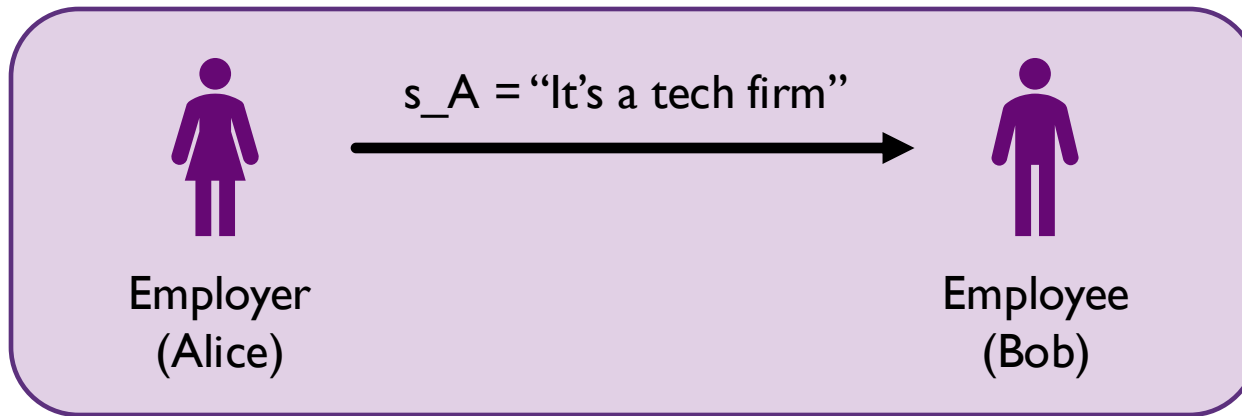 s_A = “It’s a tech firm”
Employer
(Alice)
Employee
(Bob)